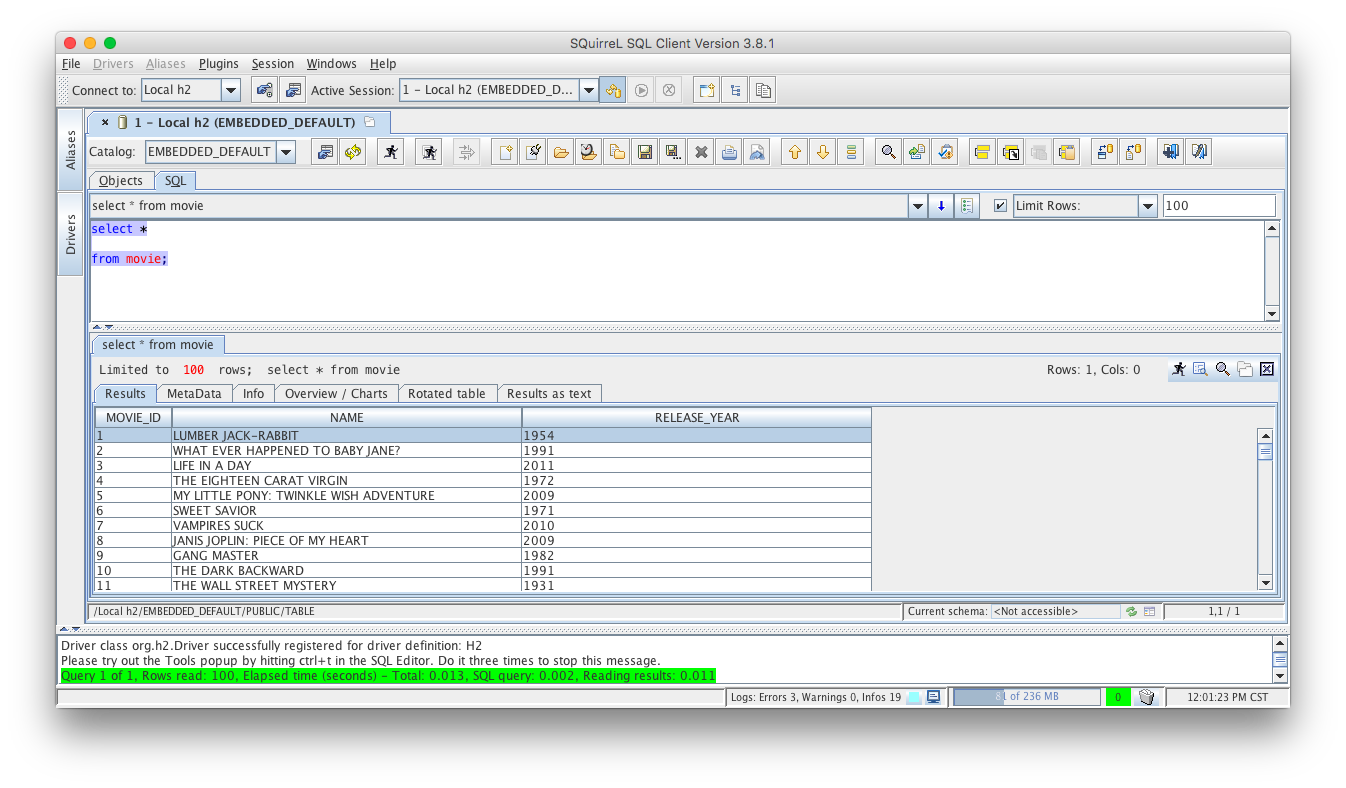 SQuirreL SQL Client Version 3.8.1
File Drivers Aliases Plugins Session Windows Help
Connect to: Local h2 Active Session: 1 - Local h2 (EMBEDDED_D...
1 - Local h2 (EMBEDDED_DEFAULT)
Aliases
Drivers
Catalog: EMBEDDED_DEFAULT
Objects SQL
select * from movie Limit Rows: 100
select *
from movie;
select * from movie
Limited to 100 rows; select * from movie Rows: 1, Cols: 0
Results MetaData Info Overview / Charts Rotated table Results as text
MOVIE_ID NAME RELEASE_YEAR
1 LUMBER JACK-RABBIT 1954
2 WHAT EVER HAPPENED TO BABY JANE? 1991
3 LIFE IN A DAY 2011
4 THE EIGHTEEN CARAT VIRGIN 1972
5 MY LITTLE PONY: TWINKLE WISH ADVENTURE 2009
6 SWEET SAVIOR 1971
7 VAMPIRES SUCK 2010
8 JANIS JOPLIN: PIECE OF MY HEART 2009
9 GANG MASTER 1982
10 THE DARK BACKWARD 1991
11 THE WALL STREET MYSTERY 1931
/Local h2/EMBEDDED_DEFAULT/PUBLIC/TABLE Current schema: <Not accessible> 1,1 / 1
Driver class org.h2.Driver successfully registered for driver definition: H2
Please try out the Tools popup by hitting ctrl+t in the SQL Editor. Do it three times to stop this message.
Query 1 of 1, Rows read: 100, Elapsed time (seconds) - Total: 0.013, SQL query: 0.002, Reading results: 0.011
Logs: Errors 3, Warnings 0, Infos 19 81 of 236 MB 0 12:01:23 PM CST